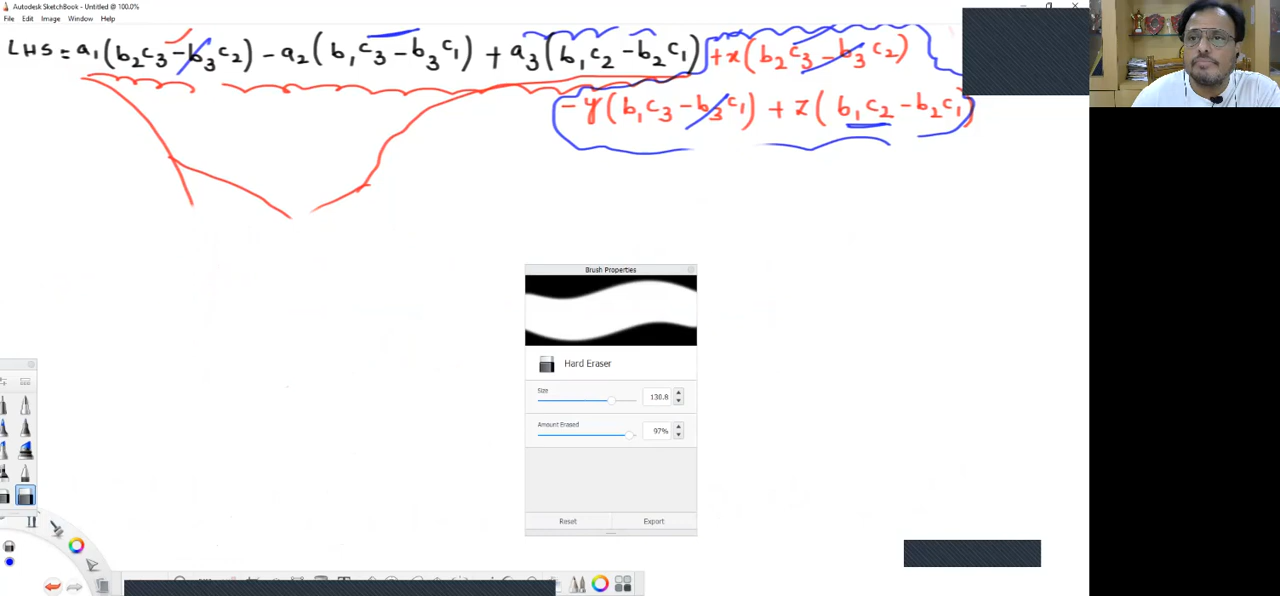 Autodesk SketchBook - Untitled @ 100.0%
File Edit Image Window Help
LHS = a₁(b₂c₃ − b₃c₂) − a₂(b₁c₃ − b₃c₁) + a₃(b₁c₂ − b₂c₁) + x(b₂c₃ − b₃c₂)
− y(b₁c₃ − b₃c₁) + z(b₁c₂ − b₂c₁)
Brush Properties
Hard Eraser
Size
130.8
Amount Erased
97%
Reset Export